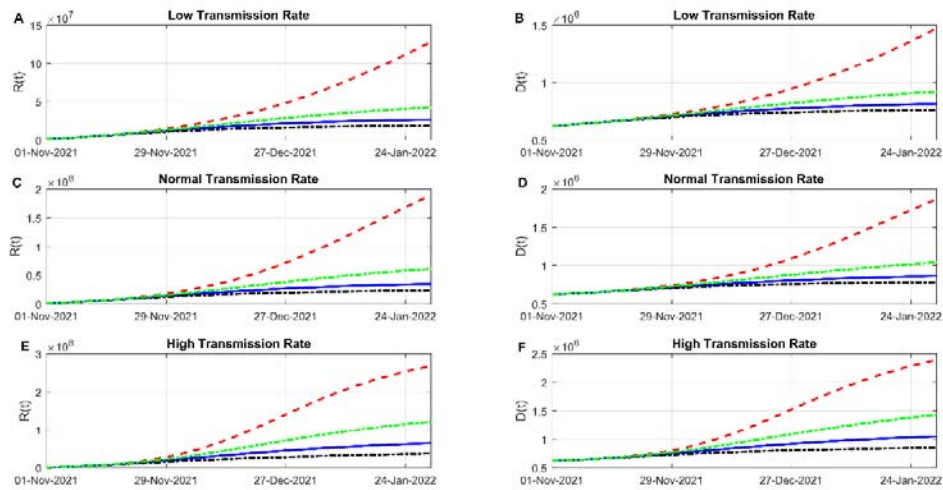 A
Low Transmission Rate
×10^7
15
10
5
0
R(t)
01-Nov-2021 29-Nov-2021 27-Dec-2021 24-Jan-2022
B
Low Transmission Rate
×10^6
1.5
1
0.5
D(t)
01-Nov-2021 29-Nov-2021 27-Dec-2021 24-Jan-2022
C
Normal Transmission Rate
×10^8
2
1.5
1
0.5
0
R(t)
01-Nov-2021 29-Nov-2021 27-Dec-2021 24-Jan-2022
D
Normal Transmission Rate
×10^6
2
1.5
1
0.5
D(t)
01-Nov-2021 29-Nov-2021 27-Dec-2021 24-Jan-2022
E
High Transmission Rate
×10^8
3
2
1
0
R(t)
01-Nov-2021 29-Nov-2021 27-Dec-2021 24-Jan-2022
F
High Transmission Rate
×10^6
2.5
2
1.5
1
0.5
D(t)
01-Nov-2021 29-Nov-2021 27-Dec-2021 24-Jan-2022